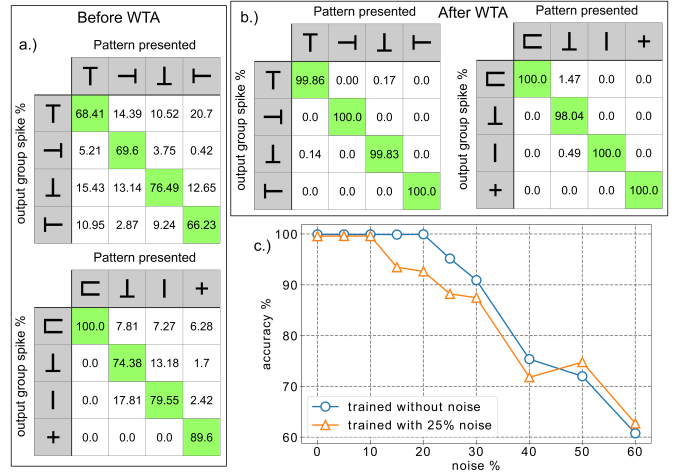 Before WTA
a.)
Pattern presented
output group spike %
68.41 14.39 10.52 20.7
5.21 69.6 3.75 0.42
15.43 13.14 76.49 12.65
10.95 2.87 9.24 66.23
Pattern presented
output group spike %
100.0 7.81 7.27 6.28
0.0 74.38 13.18 1.7
0.0 17.81 79.55 2.42
0.0 0.0 0.0 89.6
b.)
After WTA
Pattern presented
output group spike %
99.86 0.00 0.17 0.0
0.0 100.0 0.0 0.0
0.14 0.0 99.83 0.0
0.0 0.0 0.0 100.0
Pattern presented
output group spike %
100.0 1.47 0.0 0.0
0.0 98.04 0.0 0.0
0.0 0.49 100.0 0.0
0.0 0.0 0.0 100.0
c.)
accuracy %
100
90
80
70
60
trained without noise
trained with 25% noise
0 10 20 30 40 50 60
noise %